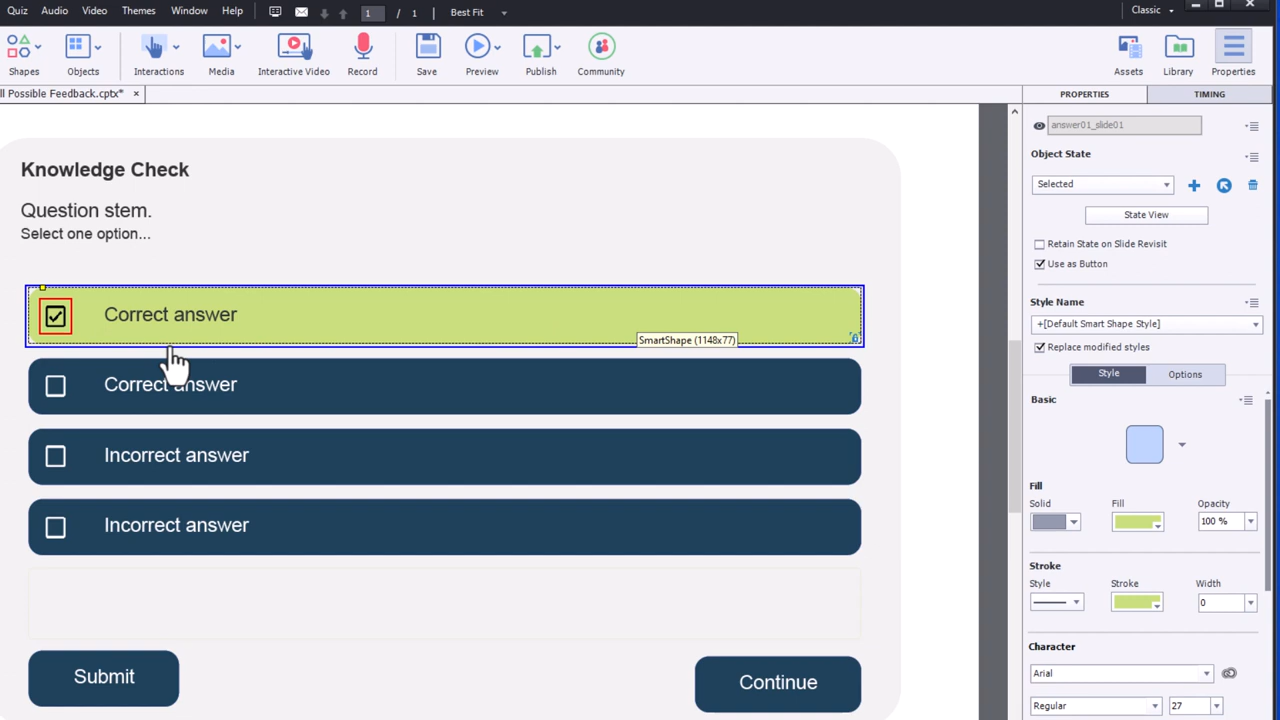 Quiz Audio Video Themes Window Help 1 / 1 Best Fit Classic
Shapes Objects Interactions Media Interactive Video Record Save Preview Publish Community Assets Library Properties
ll Possible Feedback.cptx* × PROPERTIES TIMING
answer01_slide01
Object State
Selected
State View
Retain State on Slide Revisit
Use as Button
Style Name
+[Default Smart Shape Style]
Replace modified styles
Style Options
Basic
Fill
Solid Fill Opacity
100 %
Stroke
Style Stroke Width
0
Character
Arial
Regular 27
Knowledge Check
Question stem.
Select one option...
Correct answer
SmartShape (1148x77)
Correct answer
Incorrect answer
Incorrect answer
Submit
Continue